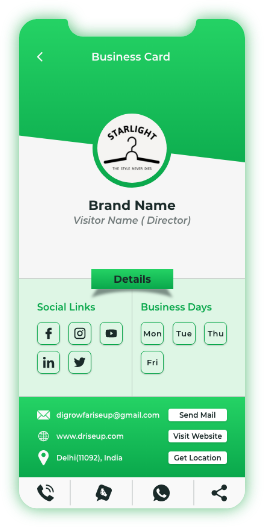 Business Card
STARLIGHT
THE STYLE NEVER DIES
Brand Name
Visitor Name ( Director)
Details
Social Links
Business Days
Mon Tue Thu
Fri
digrowfariseup@gmail.com Send Mail
www.driseup.com Visit Website
Delhi(11092), India Get Location